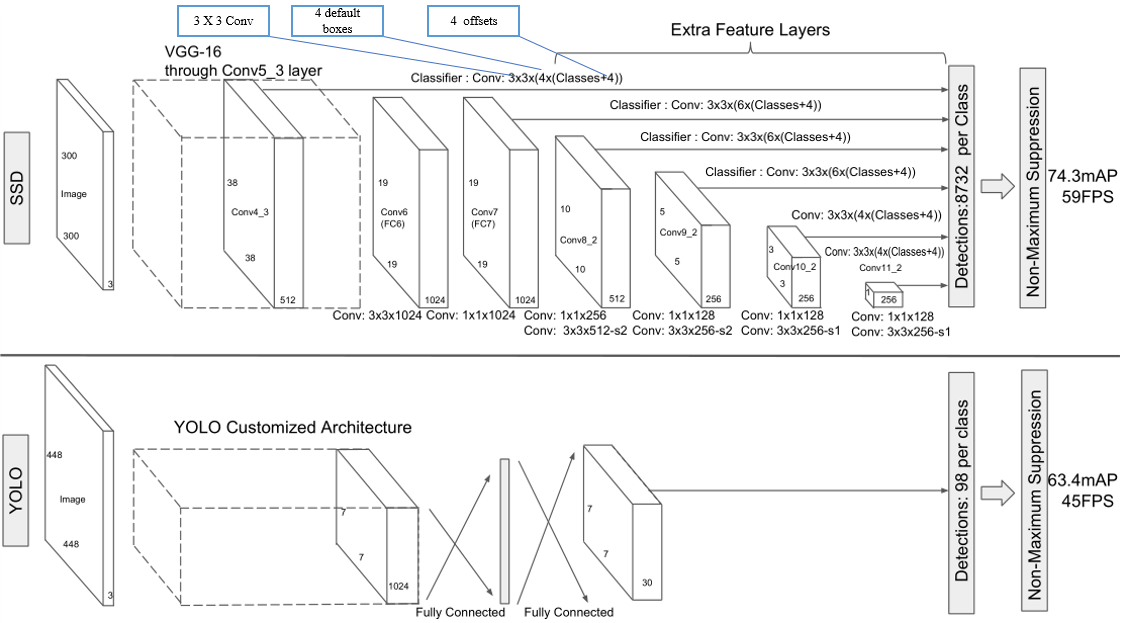 3 X 3 Conv
4 default
boxes
4 offsets
Extra Feature Layers
VGG-16
through Conv5_3 layer
Classifier : Conv: 3x3x(4x(Classes+4))
Classifier : Conv: 3x3x(6x(Classes+4))
Classifier : Conv: 3x3x(6x(Classes+4))
Classifier : Conv: 3x3x(6x(Classes+4))
Conv: 3x3x(4x(Classes+4))
Conv: 3x3x(4x(Classes+4))
SSD
300
Image
300
3
38
Conv4_3
38
512
19
Conv6
(FC6)
19
1024
19
Conv7
(FC7)
19
1024
10
Conv8_2
10
512
5
Conv9_2
5
256
3
Conv10_2
3
256
Conv11_2
1
256
Conv: 3x3x1024
Conv: 1x1x1024
Conv: 1x1x256
Conv: 3x3x512-s2
Conv: 1x1x128
Conv: 3x3x256-s2
Conv: 1x1x128
Conv: 3x3x256-s1
Conv: 1x1x128
Conv: 3x3x256-s1
Detections:8732 per Class
Non-Maximum Suppression
74.3mAP
59FPS
YOLO
448
Image
448
3
YOLO Customized Architecture
7
7
1024
Fully Connected
Fully Connected
7
7
30
Detections: 98 per class
Non-Maximum Suppression
63.4mAP
45FPS